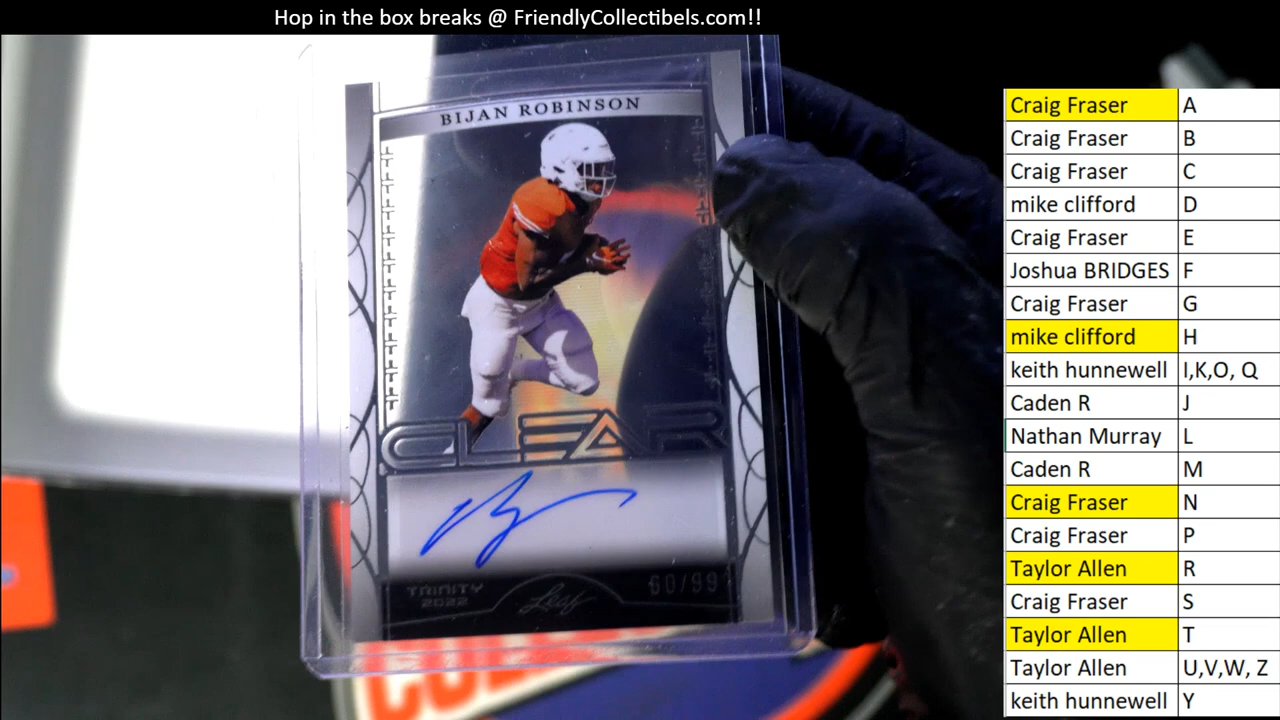 Hop in the box breaks @ FriendlyCollectibels.com!!
BIJAN ROBINSON
CLEAR
TRINITY
2022
Leaf
60/99
Craig Fraser A
Craig Fraser B
Craig Fraser C
mike clifford D
Craig Fraser E
Joshua BRIDGES F
Craig Fraser G
mike clifford H
keith hunnewell I,K,O, Q
Caden R J
Nathan Murray L
Caden R M
Craig Fraser N
Craig Fraser P
Taylor Allen R
Craig Fraser S
Taylor Allen T
Taylor Allen U,V,W, Z
keith hunnewell Y